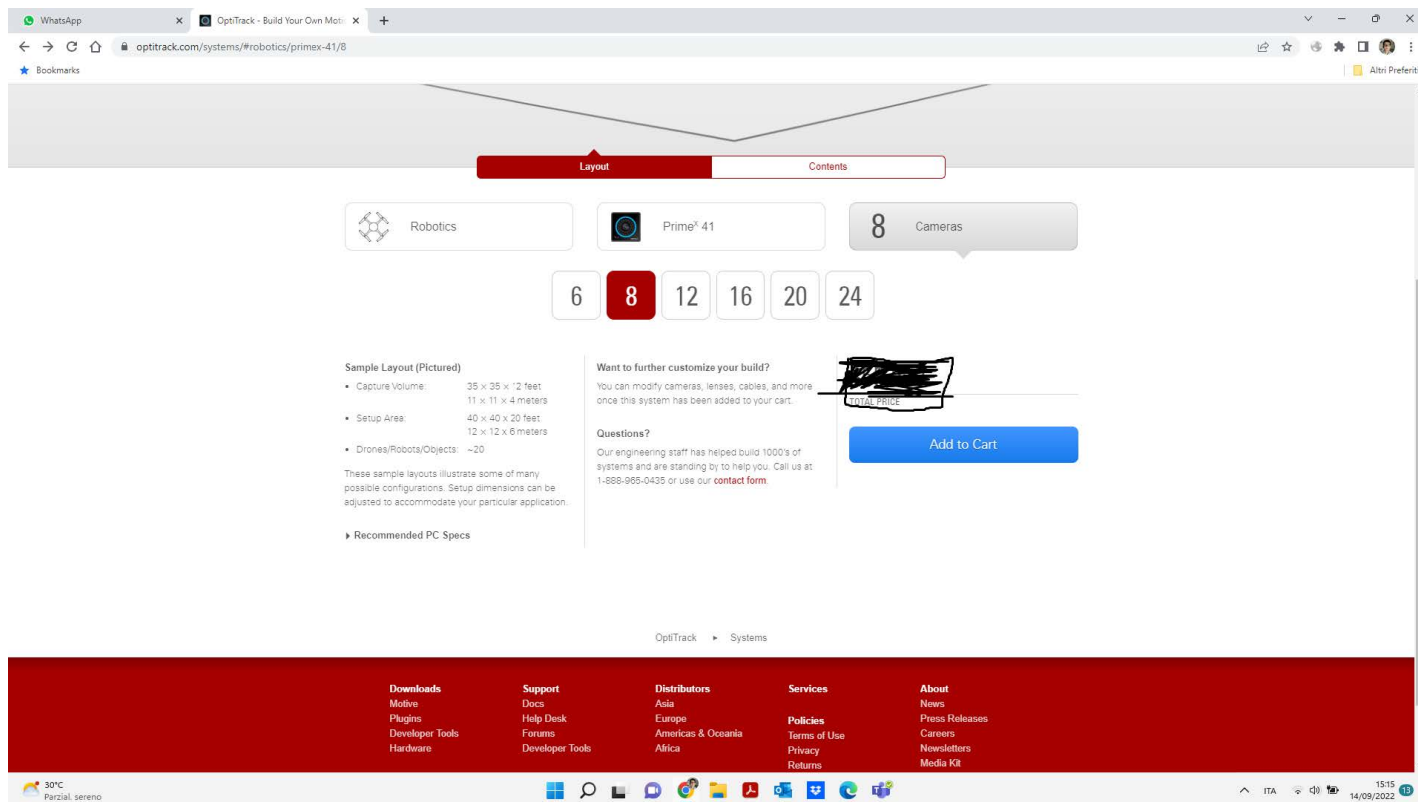 WhatsApp
OptiTrack - Build Your Own Moti
optitrack.com/systems/#robotics/primex-41/8
Bookmarks
Altri Preferiti
Layout
Contents
Robotics
Prime^X 41
8 Cameras
6 8 12 16 20 24
Sample Layout (Pictured)
• Capture Volume: 35 × 35 × 12 feet
11 × 11 × 4 meters
• Setup Area: 40 × 40 × 20 feet
12 × 12 x 6 meters
• Drones/Robots/Objects: ~20
These sample layouts illustrate some of many
possible configurations. Setup dimensions can be
adjusted to accommodate your particular application.
Recommended PC Specs
Want to further customize your build?
You can modify cameras, lenses, cables, and more
once this system has been added to your cart.
Questions?
Our engineering staff has helped build 1000's of
systems and are standing by to help you. Call us at
1-888-965-0435 or use our contact form.
TOTAL PRICE
Add to Cart
OptiTrack ▸ Systems
Downloads
Motive
Plugins
Developer Tools
Hardware
Support
Docs
Help Desk
Forums
Developer Tools
Distributors
Asia
Europe
Americas & Oceania
Africa
Services
Policies
Terms of Use
Privacy
Returns
About
News
Press Releases
Careers
Newsletters
Media Kit
30°C
Parzial. sereno
ITA
15:15
14/09/2022
13